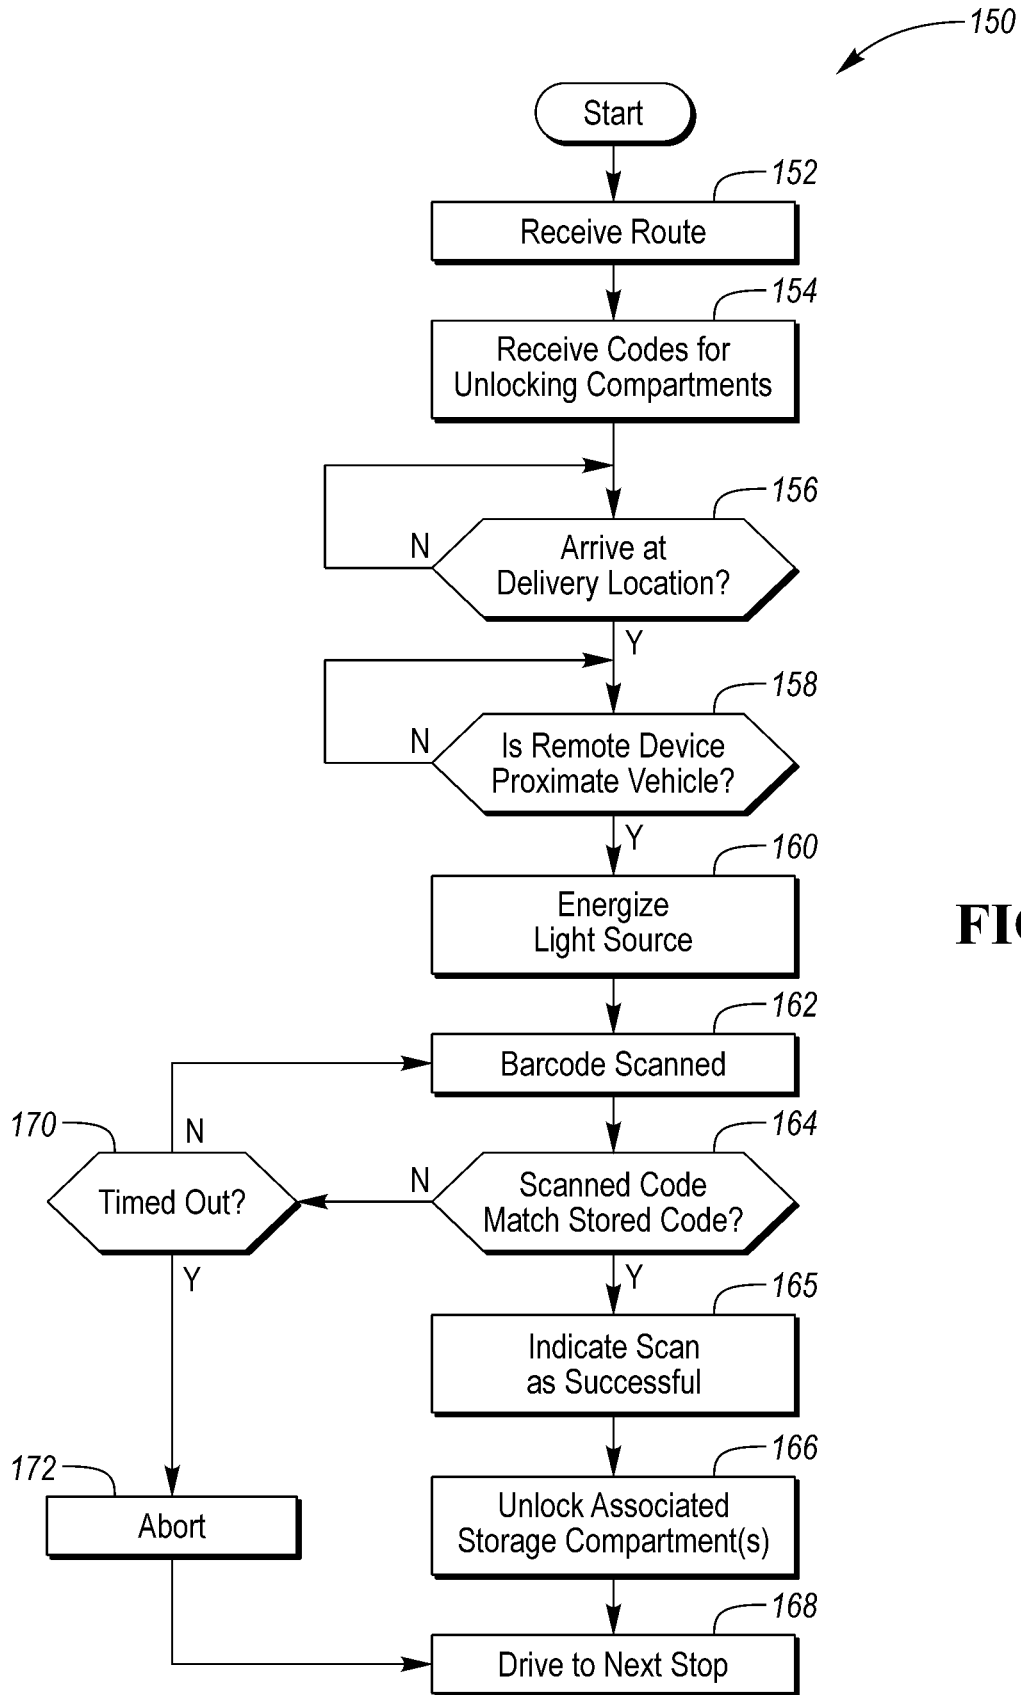 150
Start
152
Receive Route
154
Receive Codes for
Unlocking Compartments
156
N
Arrive at
Delivery Location?
Y
158
N
Is Remote Device
Proximate Vehicle?
Y
160
Energize
Light Source
FIG
162
Barcode Scanned
170
N
164
Timed Out?
N
Scanned Code
Match Stored Code?
Y
Y
165
Indicate Scan
as Successful
172
166
Abort
Unlock Associated
Storage Compartment(s)
168
Drive to Next Stop